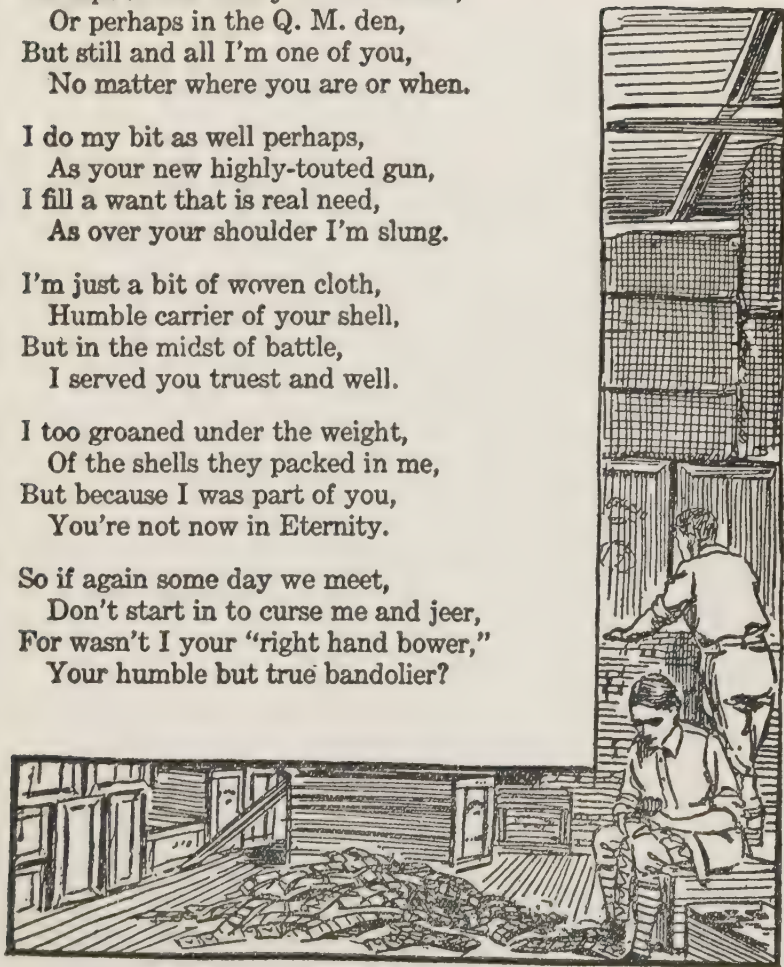 Or perhaps in the Q. M. den,
But still and all I'm one of you,
No matter where you are or when.
I do my bit as well perhaps,
As your new highly-touted gun,
I fill a want that is real need,
As over your shoulder I'm slung.
I'm just a bit of woven cloth,
Humble carrier of your shell,
But in the midst of battle,
I served you truest and well.
I too groaned under the weight,
Of the shells they packed in me,
But because I was part of you,
You're not now in Eternity.
So if again some day we meet,
Don't start in to curse me and jeer,
For wasn't I your "right hand bower,"
Your humble but true bandolier?